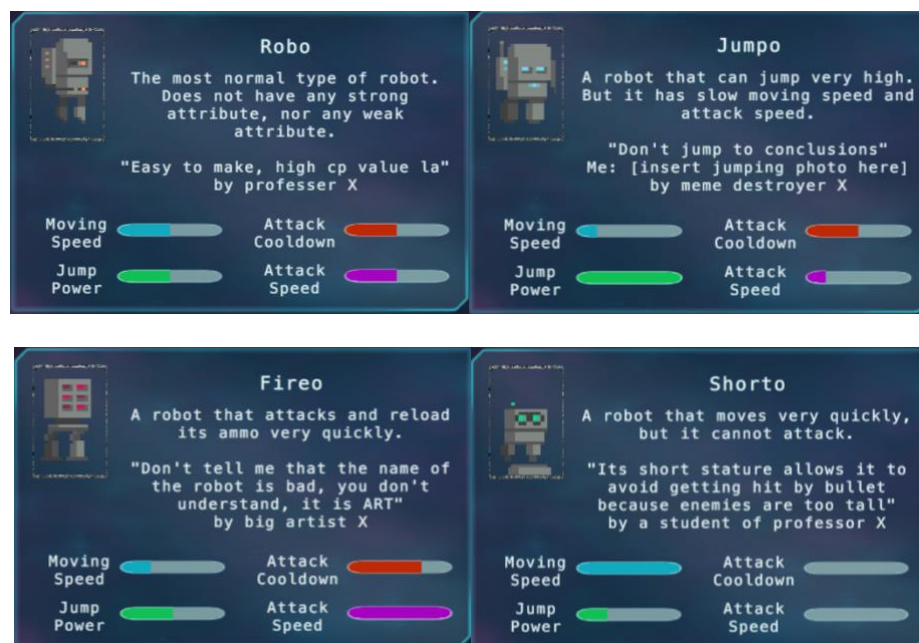 Robo
The most normal type of robot.
Does not have any strong
attribute, nor any weak
attribute.
"Easy to make, high cp value la"
by professer X
Moving
Speed
Attack
Cooldown
Jump
Power
Attack
Speed
Jumpo
A robot that can jump very high.
But it has slow moving speed and
attack speed.
"Don't jump to conclusions"
Me: [insert jumping photo here]
by meme destroyer X
Moving
Speed
Attack
Cooldown
Jump
Power
Attack
Speed
Fireo
A robot that attacks and reload
its ammo very quickly.
"Don't tell me that the name of
the robot is bad, you don't
understand, it is ART"
by big artist X
Moving
Speed
Attack
Cooldown
Jump
Power
Attack
Speed
Shorto
A robot that moves very quickly,
but it cannot attack.
"Its short stature allows it to
avoid getting hit by bullet
because enemies are too tall"
by a student of professor X
Moving
Speed
Attack
Cooldown
Jump
Power
Attack
Speed